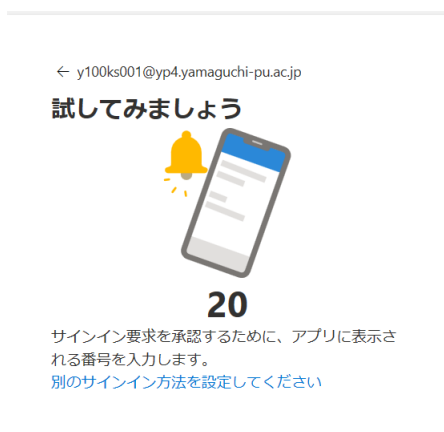 ← y100ks001@yp4.yamaguchi-pu.ac.jp
試してみましょう
20
サインイン要求を承認するために、アプリに表示さ
れる番号を入力します。
別のサインイン方法を設定してください